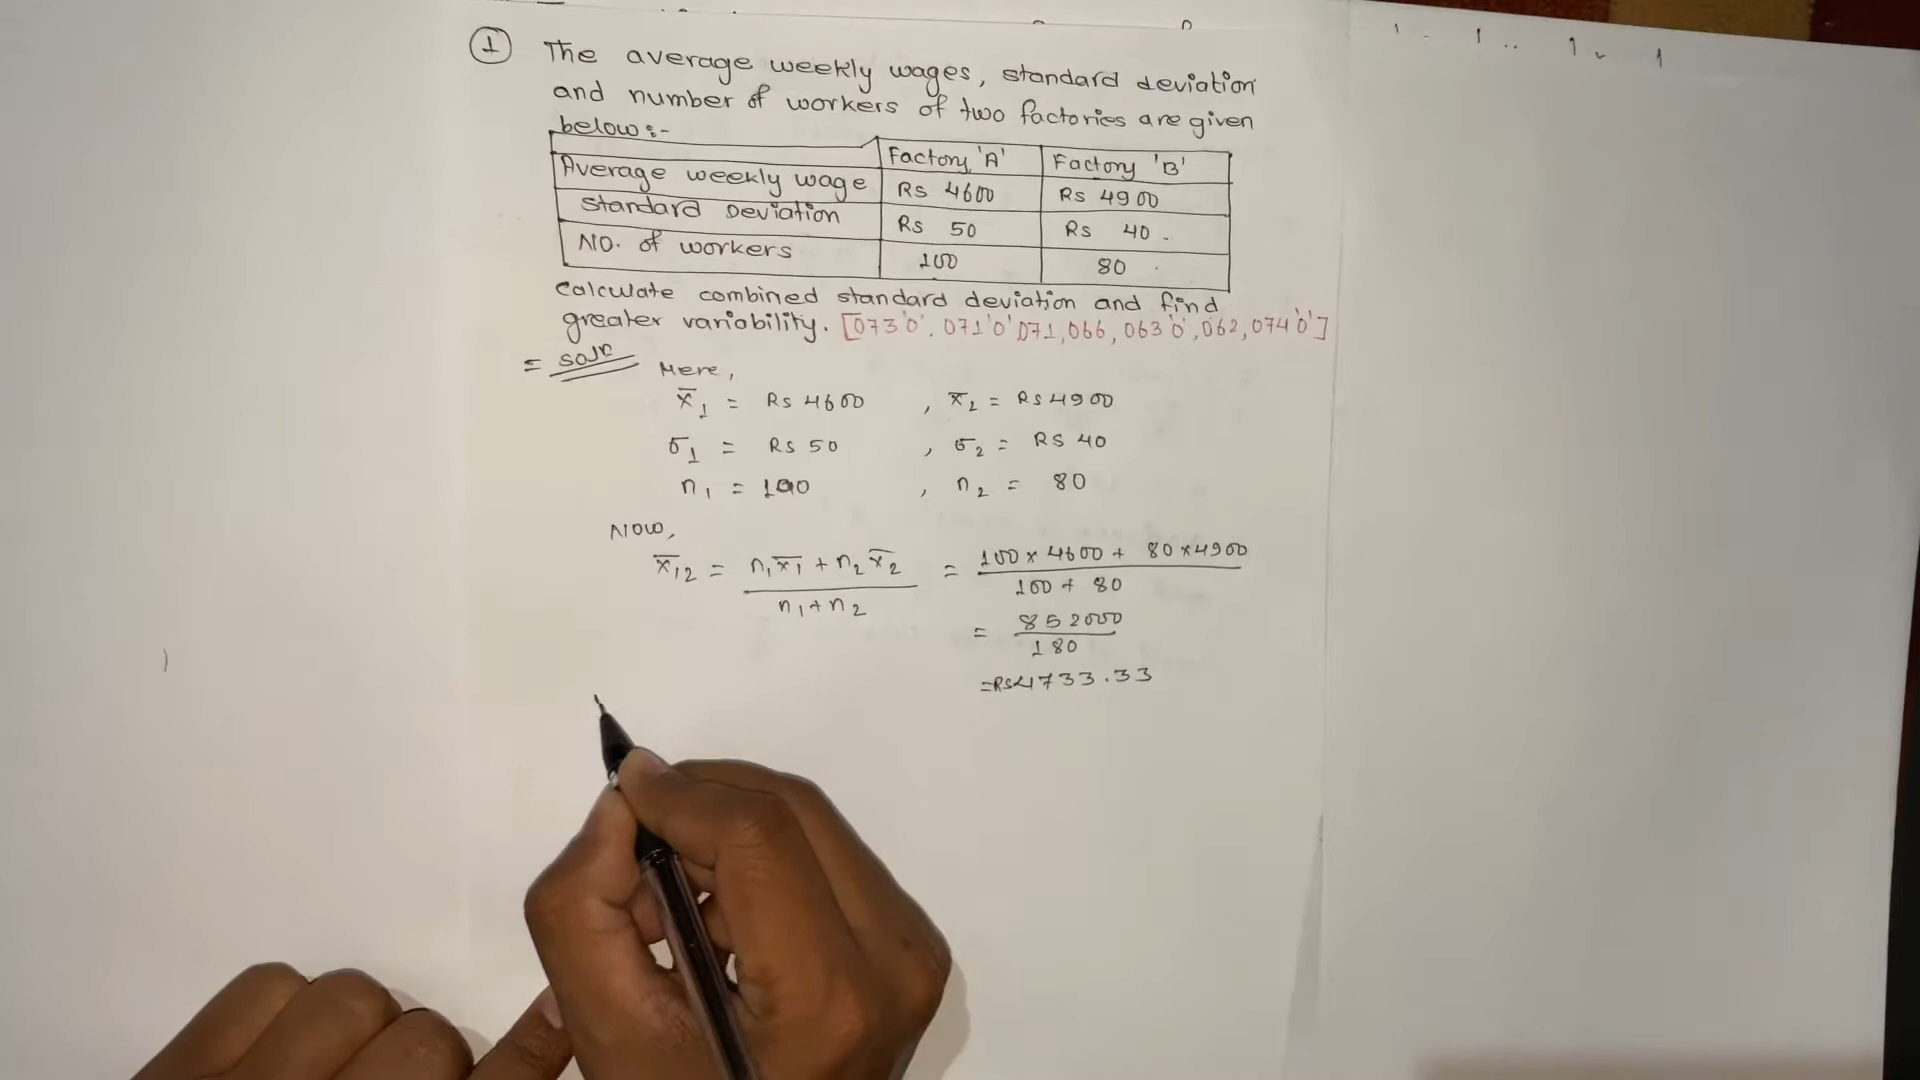 ① The average weekly wages, standard deviation
and number of workers of two factories are given
below:-
Factory 'A' Factory 'B'
Average weekly wage Rs 4600 Rs 4900
Standard Deviation Rs 50 Rs 40
NO. of workers 100 80
Calculate combined standard deviation and find
greater variability. [073'0', 071'0' 071, 066, 063'0', 062, 074'0']
= Soln
Here,
x̄₁ = Rs 4600 , x̄₂ = Rs 4900
σ₁ = Rs 50 , σ₂ = Rs 40
n₁ = 100 , n₂ = 80
Now,
x̄₁₂ = n₁x̄₁ + n₂x̄₂ = 100 × 4600 + 80 × 4900
n₁ + n₂ 100 + 80
= 852000
180
= Rs 4733.33